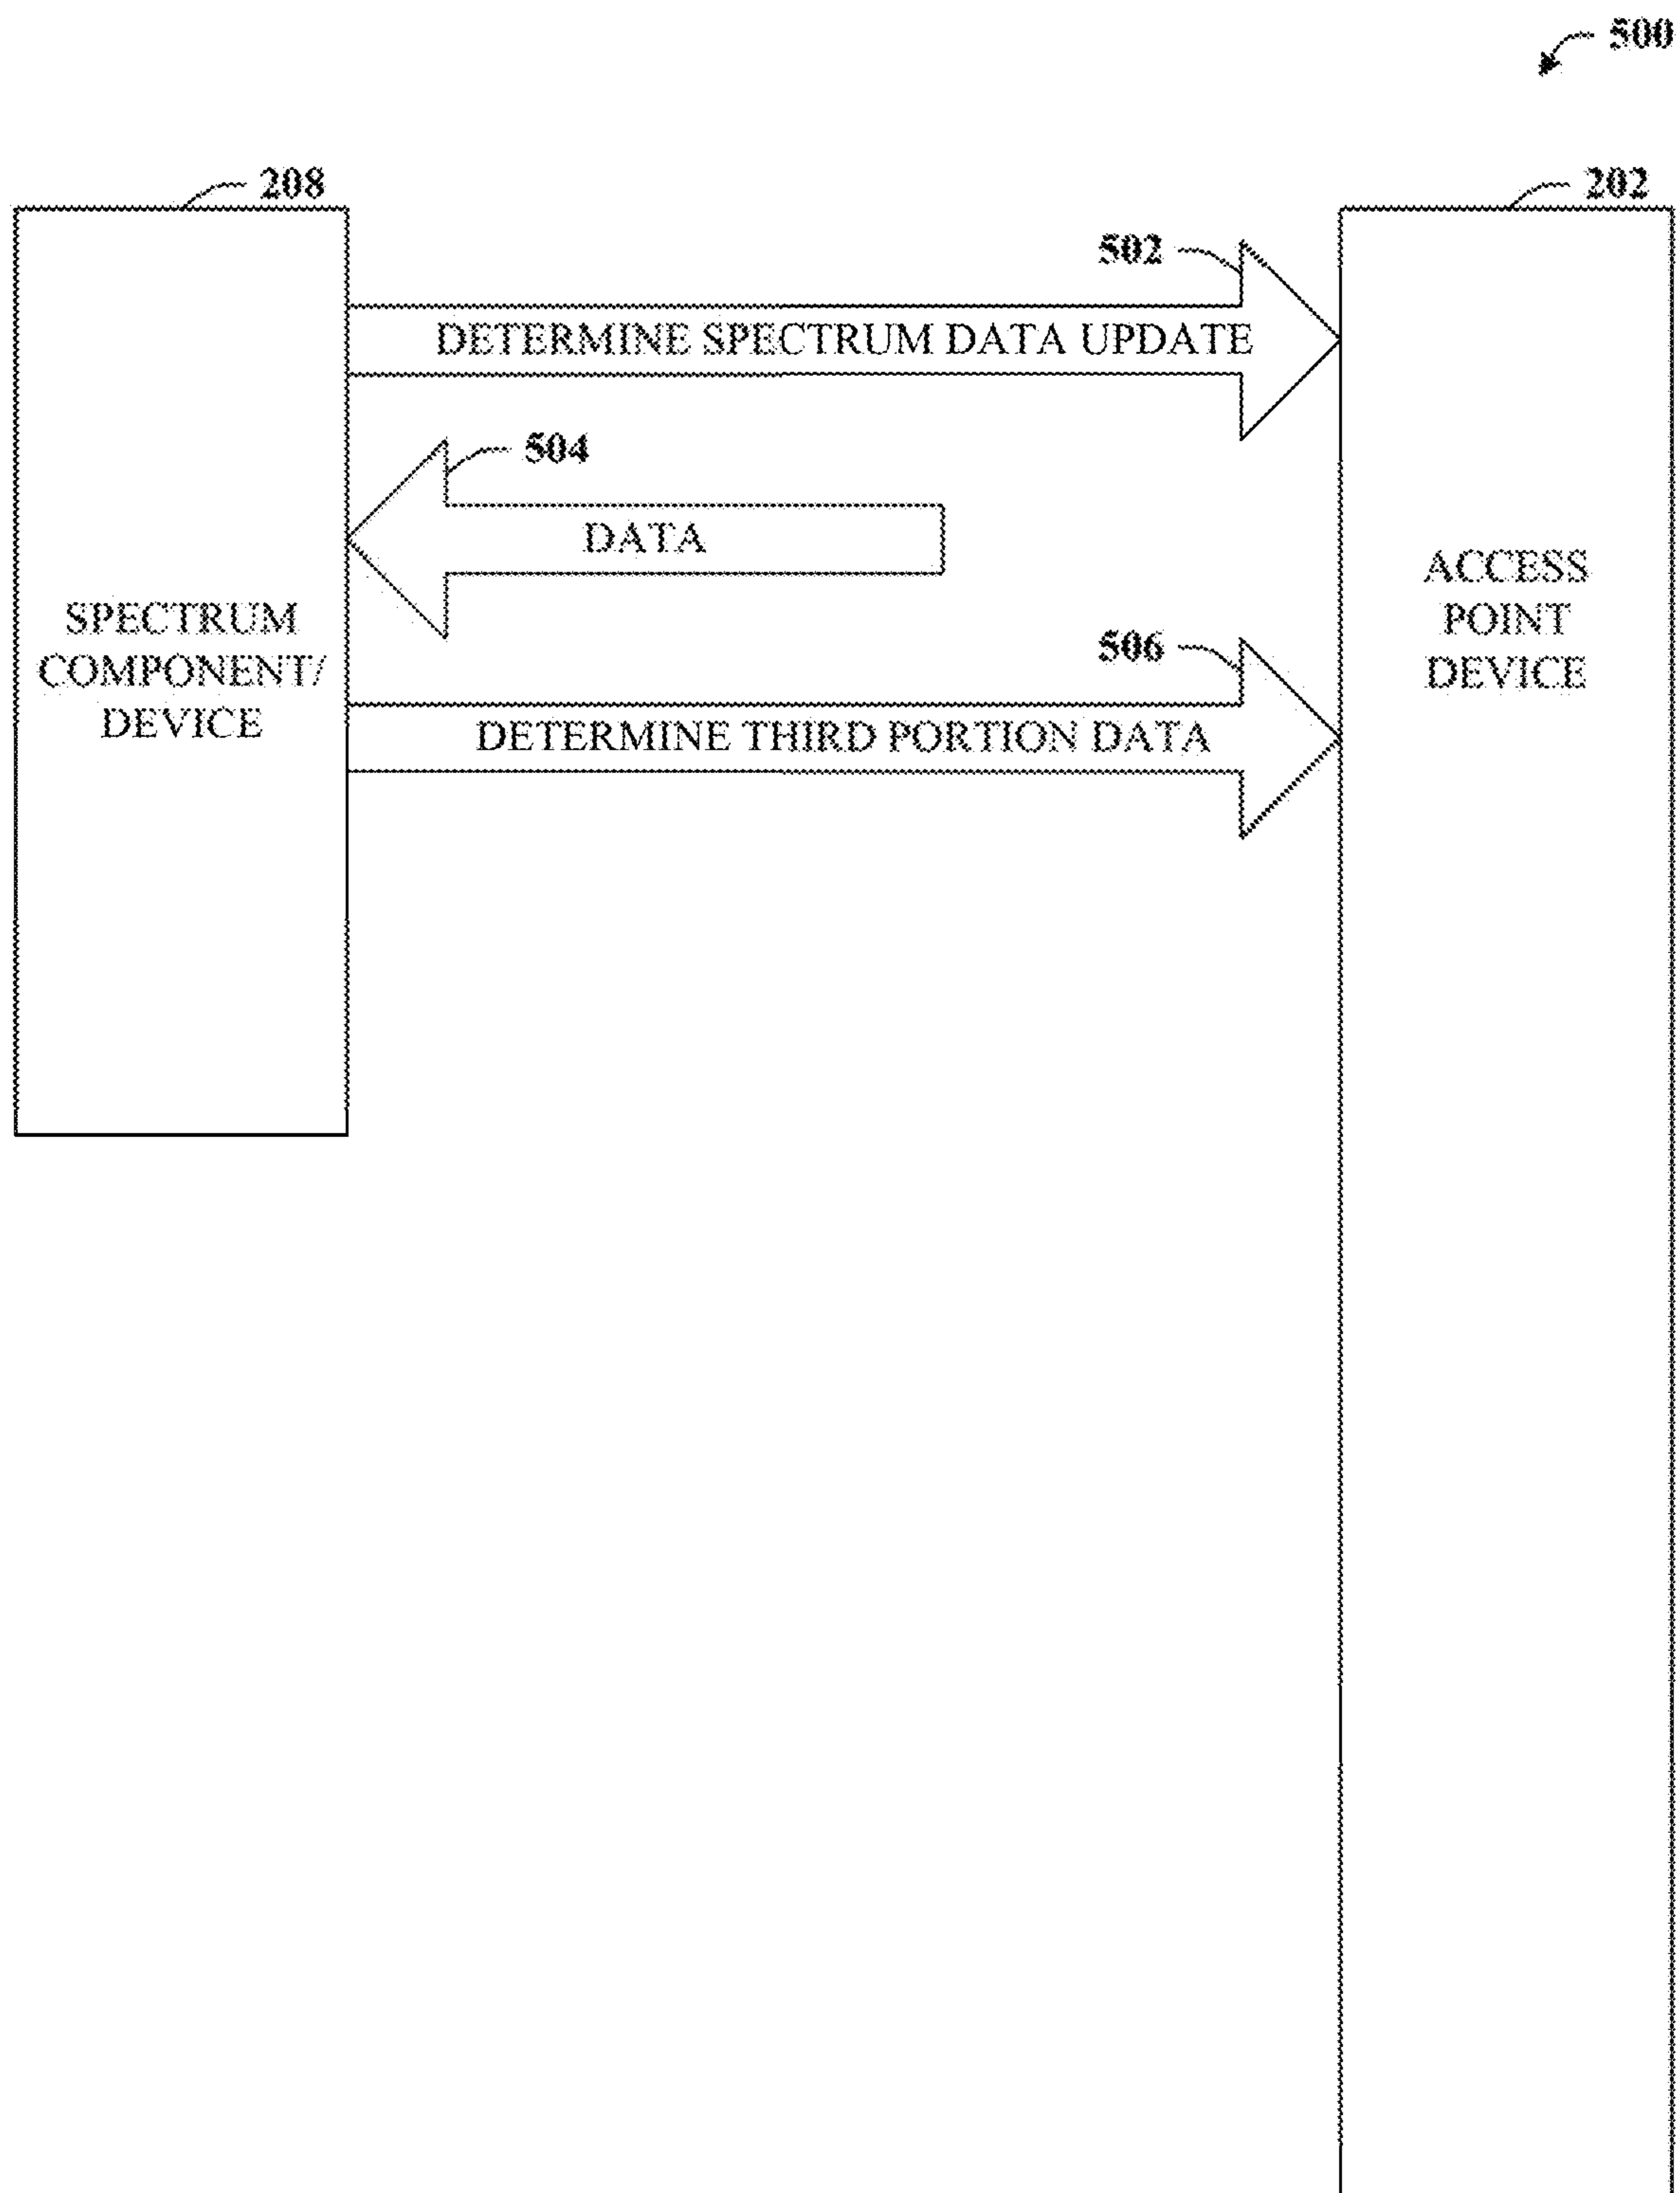 500
208
202
502
DETERMINE SPECTRUM DATA UPDATE
504
DATA
ACCESS
POINT
DEVICE
SPECTRUM
COMPONENT/
DEVICE
506
DETERMINE THIRD PORTION DATA